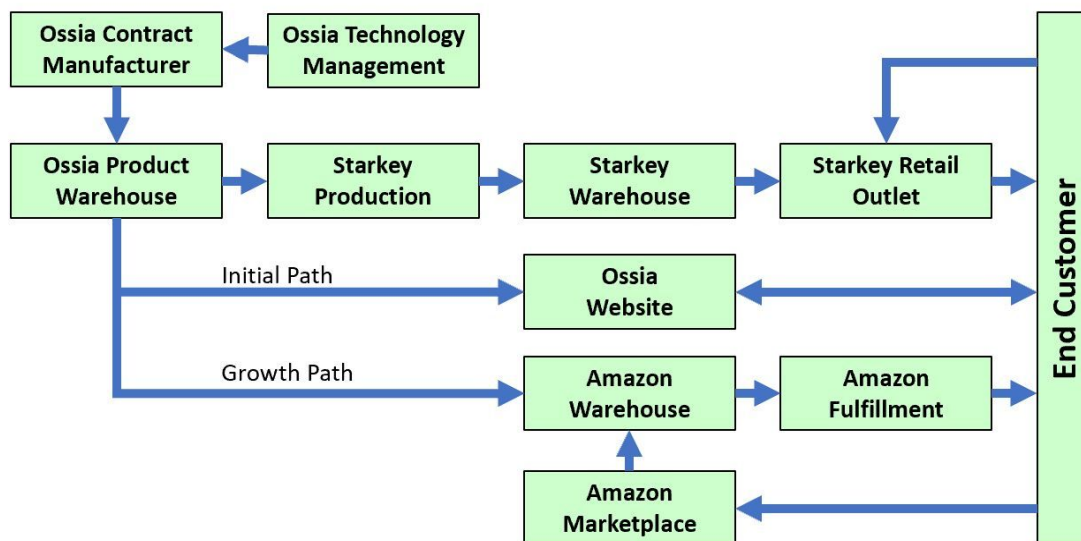 Ossia Contract
Manufacturer
Ossia Technology
Management
Ossia Product
Warehouse
Starkey
Production
Starkey
Warehouse
Starkey Retail
Outlet
End Customer
Initial Path
Ossia
Website
Growth Path
Amazon
Warehouse
Amazon
Fulfillment
Amazon
Marketplace